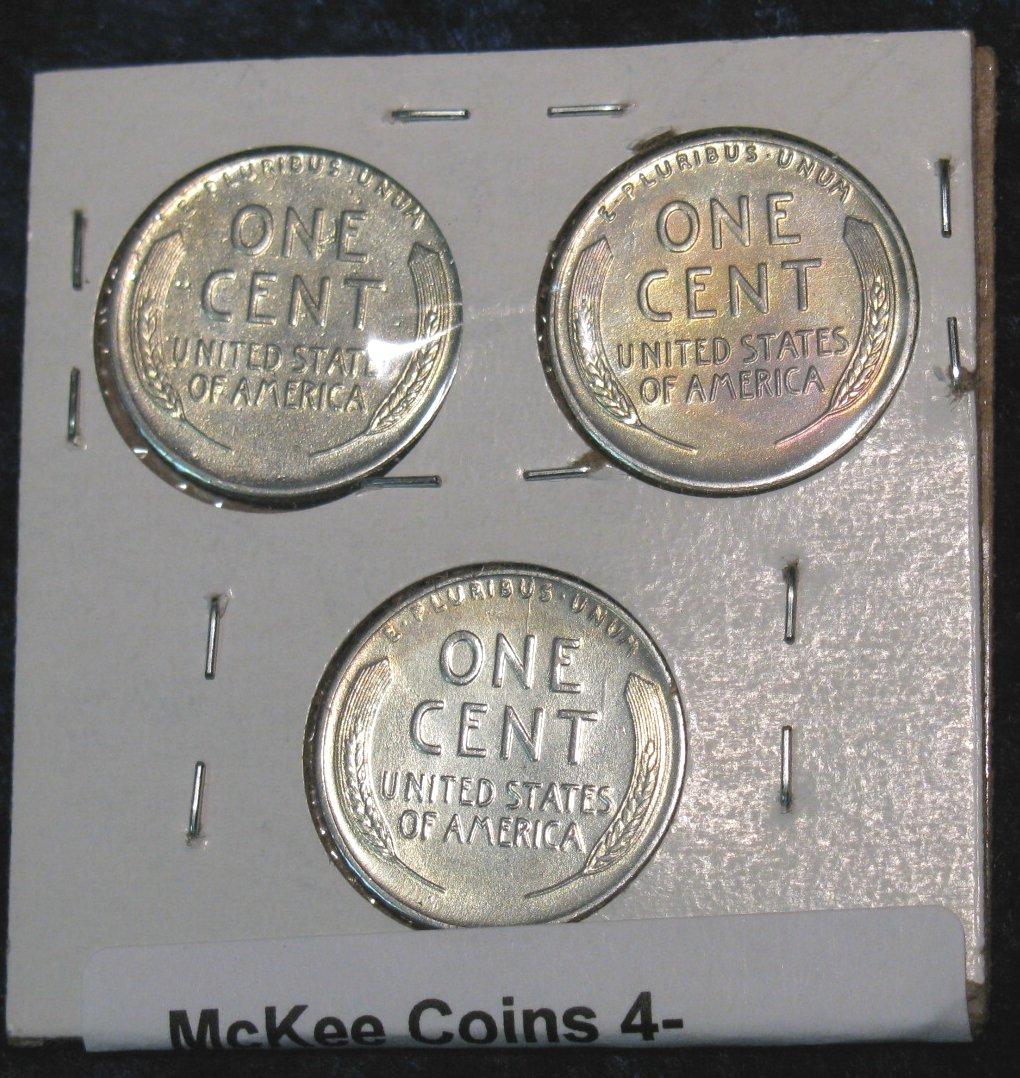 E·PLURIBUS·UNUM
ONE
CENT
UNITED STATES
OF AMERICA
E·PLURIBUS·UNUM
ONE
CENT
UNITED STATES
OF AMERICA
E·PLURIBUS·UNUM
ONE
CENT
UNITED STATES
OF AMERICA
McKee Coins 4-